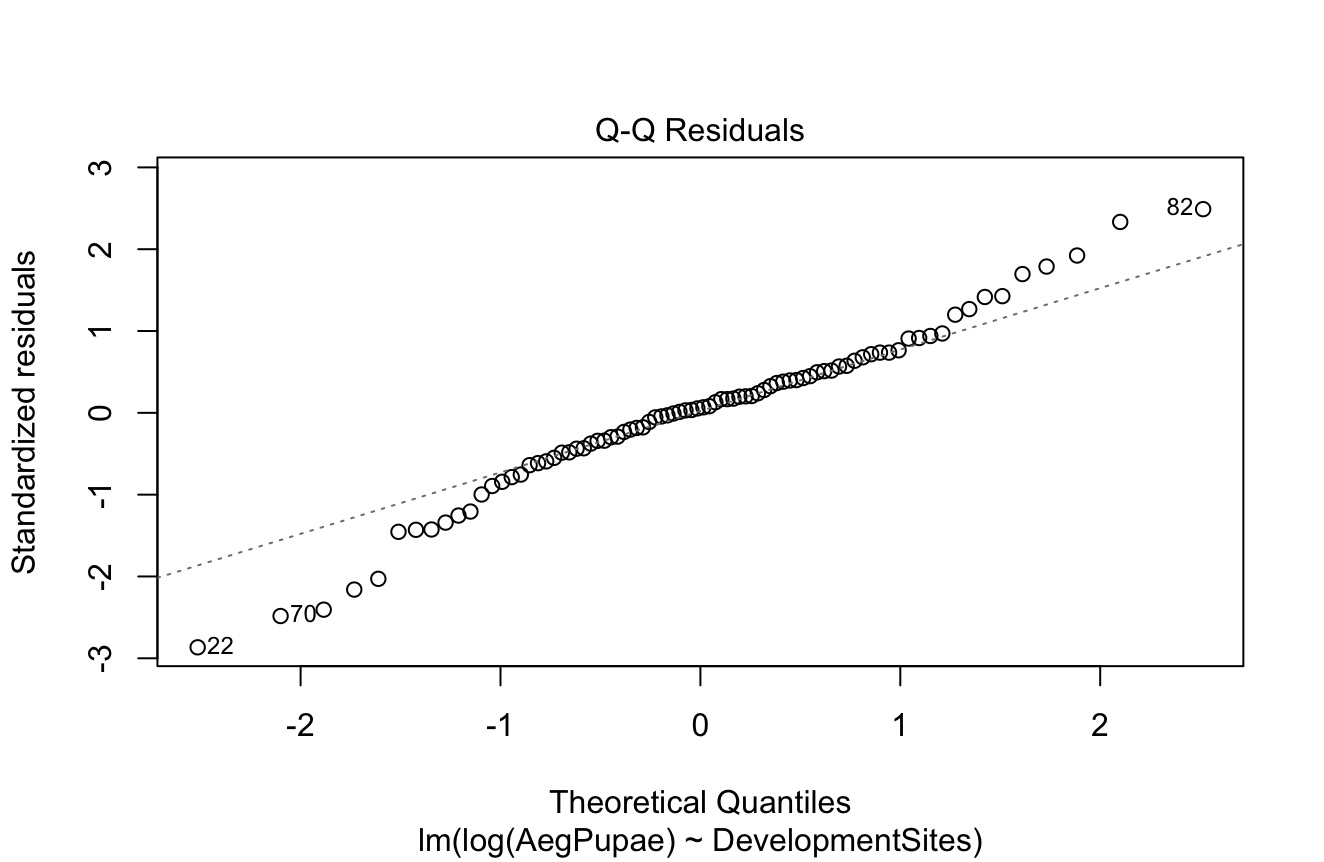 Q-Q Residuals
3
2
1
0
-1
-2
-3
Standardized residuals
82
70
22
-2 -1 0 1 2
Theoretical Quantiles
lm(log(AegPupae) ~ DevelopmentSites)